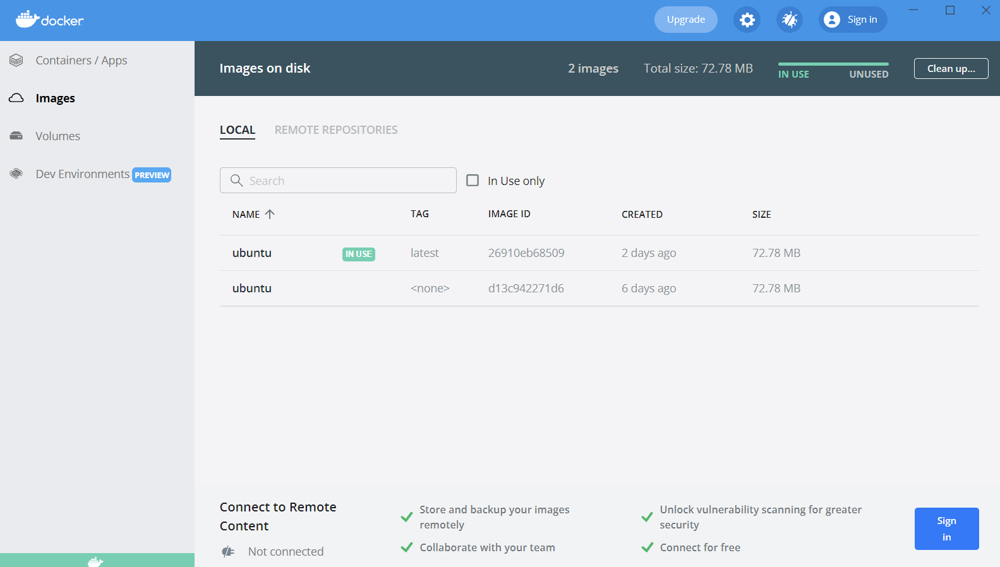 docker
Upgrade
Sign in
Containers / Apps
Images
Volumes
Dev Environments PREVIEW
Images on disk
2 images
Total size: 72.78 MB
IN USE
UNUSED
Clean up...
LOCAL
REMOTE REPOSITORIES
Search
In Use only
NAME TAG IMAGE ID CREATED SIZE
ubuntu IN USE latest 26910eb68509 2 days ago 72.78 MB
ubuntu <none> d13c942271d6 6 days ago 72.78 MB
Connect to Remote
Content
Not connected
Store and backup your images
remotely
Collaborate with your team
Unlock vulnerability scanning for greater
security
Connect for free
Sign
in